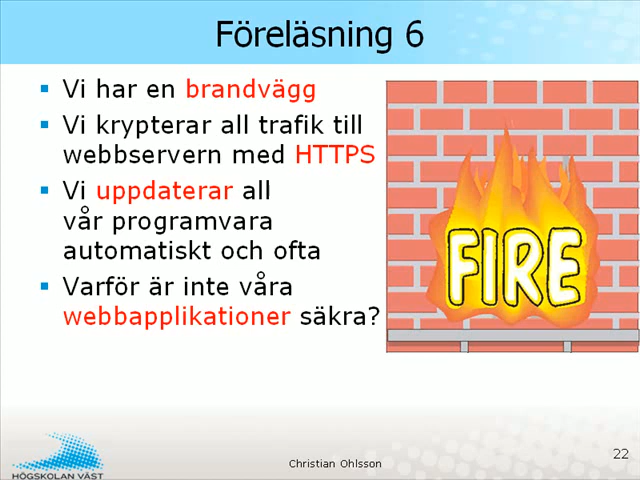 Föreläsning 6
Vi har en brandvägg
Vi krypterar all trafik till
webbservern med HTTPS
Vi uppdaterar all
vår programvara
automatiskt och ofta
Varför är inte våra
webbapplikationer säkra?
FIRE
HÖGSKOLAN VÄST
Christian Ohlsson
22